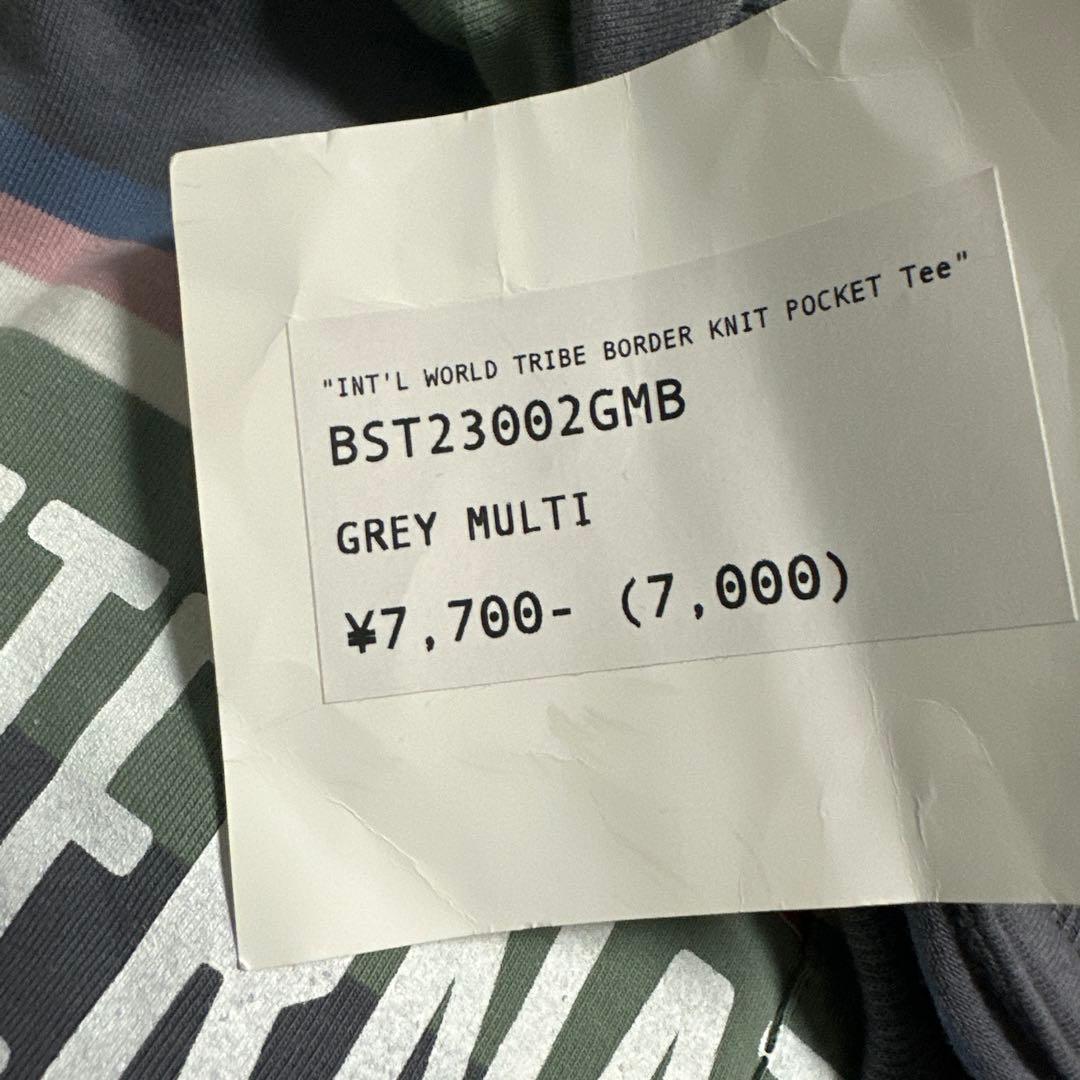 "INT'L WORLD TRIBE BORDER KNIT POCKET Tee"
BST23002GMB
GREY MULTI
¥7,700- (7,000)